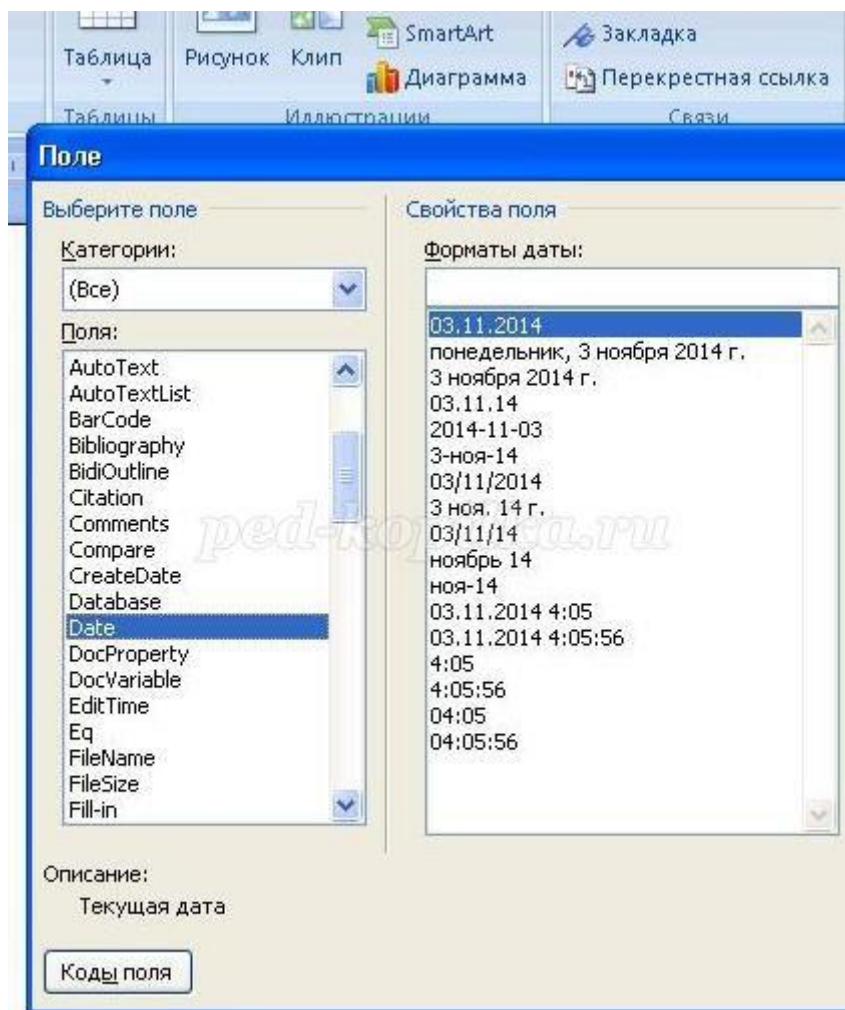 Таблица
Рисунок
Клип
SmartArt
Диаграмма
Закладка
Перекрестная ссылка
Таблицы
Иллюстрации
Связи
Поле
Выберите поле
Категории:
(Все)
Поля:
AutoText
AutoTextList
BarCode
Bibliography
BidiOutline
Citation
Comments
Compare
CreateDate
Database
Date
DocProperty
DocVariable
EditTime
Eq
FileName
FileSize
Fill-in
Свойства поля
Форматы даты:
03.11.2014
понедельник, 3 ноября 2014 г.
3 ноября 2014 г.
03.11.14
2014-11-03
3-ноя-14
03/11/2014
3 ноя. 14 г.
03/11/14
ноябрь 14
ноя-14
03.11.2014 4:05
03.11.2014 4:05:56
4:05
4:05:56
04:05
04:05:56
ped-kopilka.ru
Описание:
Текущая дата
Коды поля